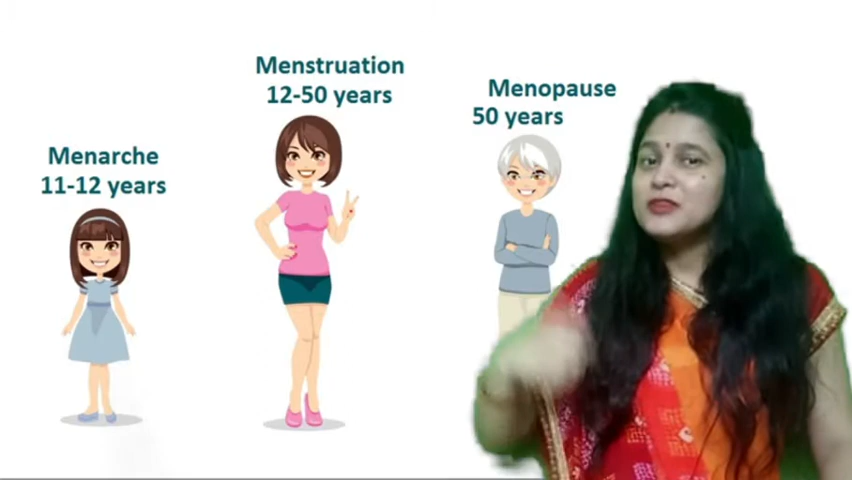 Menarche
11-12 years
Menstruation
12-50 years
Menopause
50 years